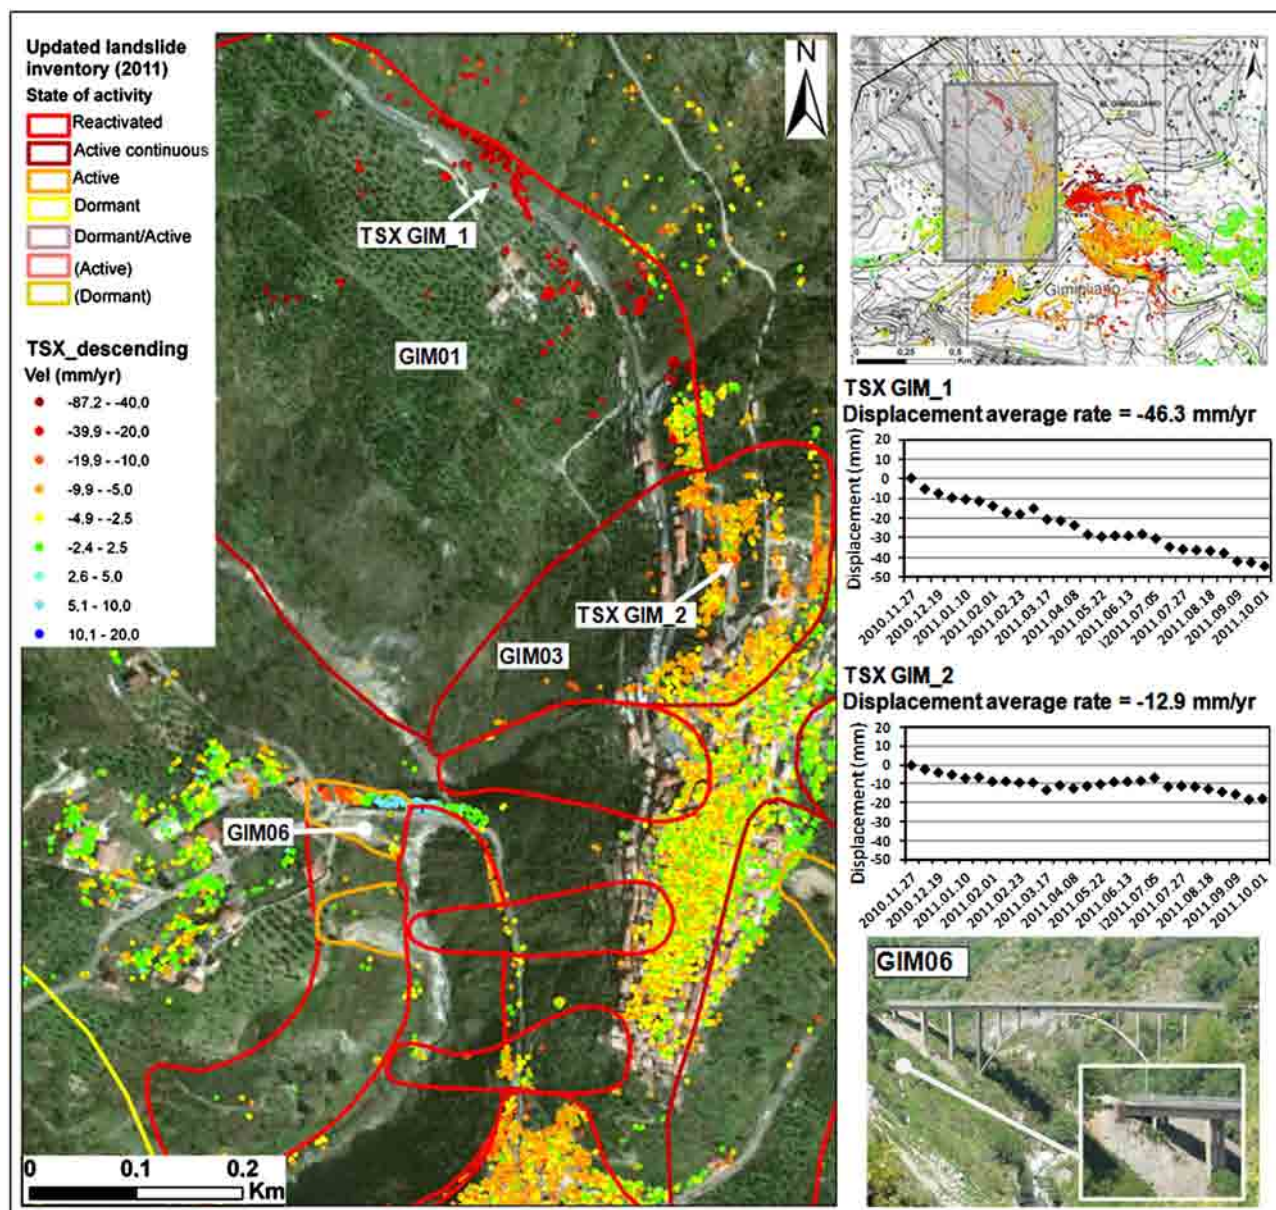 Updated landslide
inventory (2011)
State of activity
Reactivated
Active continuous
Active
Dormant
Dormant/Active
(Active)
(Dormant)
TSX_descending
Vel (mm/yr)
-87.2 - -40.0
-39.9 - -20.0
-19.9 - -10.0
-9.9 - -5.0
-4.9 - -2.5
-2.4 - 2.5
2.6 - 5.0
5.1 - 10.0
10,1 - 20.0
N
TSX GIM_1
GIM01
TSX GIM_2
GIM03
GIM06
0 0.1 0.2
Km
N
Gimigliano
0 0,25 0,5
Km
TSX GIM_1
Displacement average rate = -46.3 mm/yr
Displacement (mm)
20
10
0
-10
-20
-30
-40
-50
2010.11.27
2010.12.19
2011.01.10
2011.02.01
2011.02.23
2011.03.17
2011.04.08
2011.05.22
2011.06.13
i2011.07.05
2011.07.27
2011.08.18
2011.09.09
2011.10.01
TSX GIM_2
Displacement average rate = -12.9 mm/yr
Displacement (mm)
20
10
0
-10
-20
-30
-40
-50
2010.11.27
2010.12.19
2011.01.10
2011.02.01
2011.02.23
2011.03.17
2011.04.08
2011.05.22
2011.06.13
i2011.07.05
2011.07.27
2011.08.18
2011.09.09
2011.10.01
GIM06